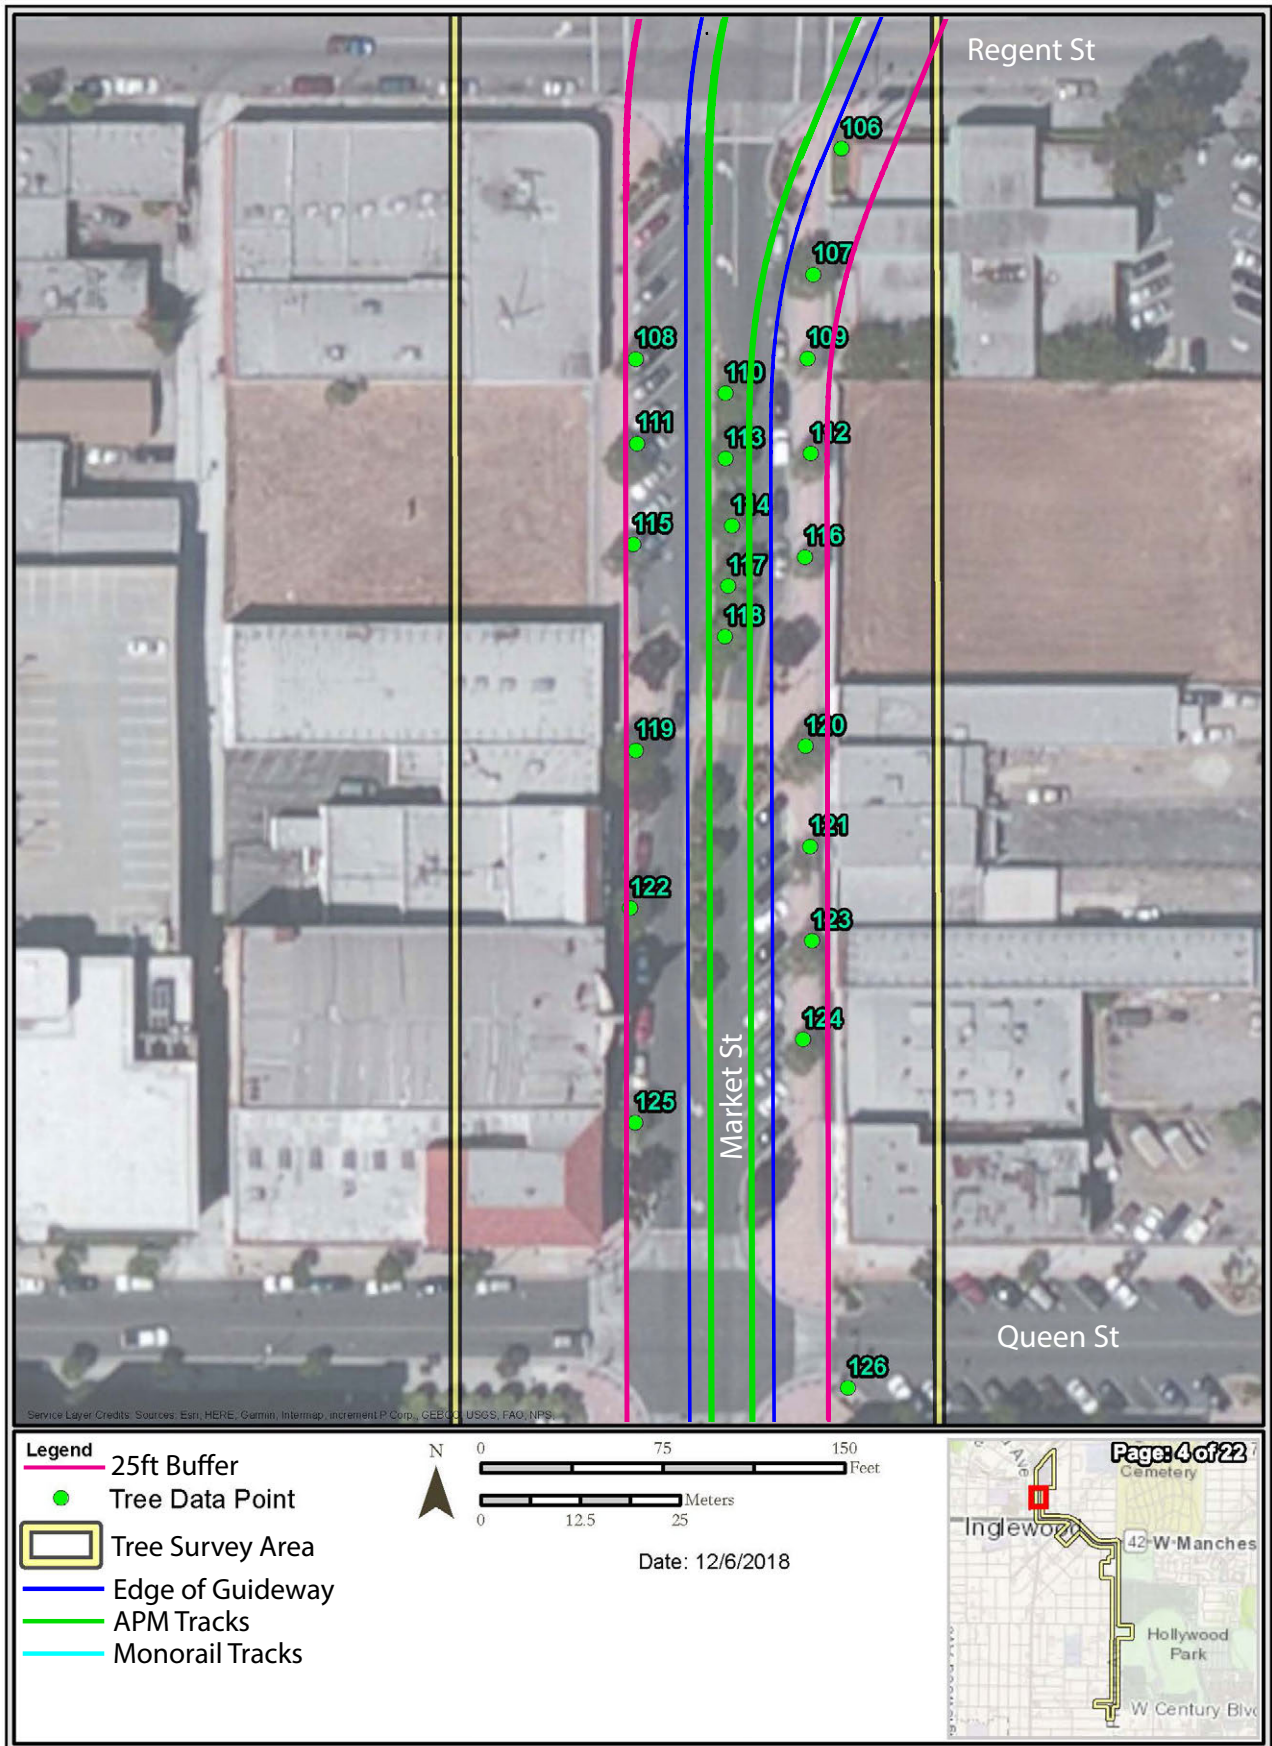 Regent St
106
107
108
109
110
111
112
113
114
115
116
117
118
119
120
121
122
123
124
125
Market St
Queen St
126
Service Layer Credits: Sources: Esri, HERE, Garmin, Intermap, increment P Corp., GEBCO, USGS, FAO, NPS,
Legend
25ft Buffer
Tree Data Point
Tree Survey Area
Edge of Guideway
APM Tracks
Monorail Tracks
N
0 75 150
Feet
Meters
0 12.5 25
Date: 12/6/2018
Page: 4 of 22
Ave
Cemetery
Inglewood
42 W Manches
Hollywood
Park
W Century Blv